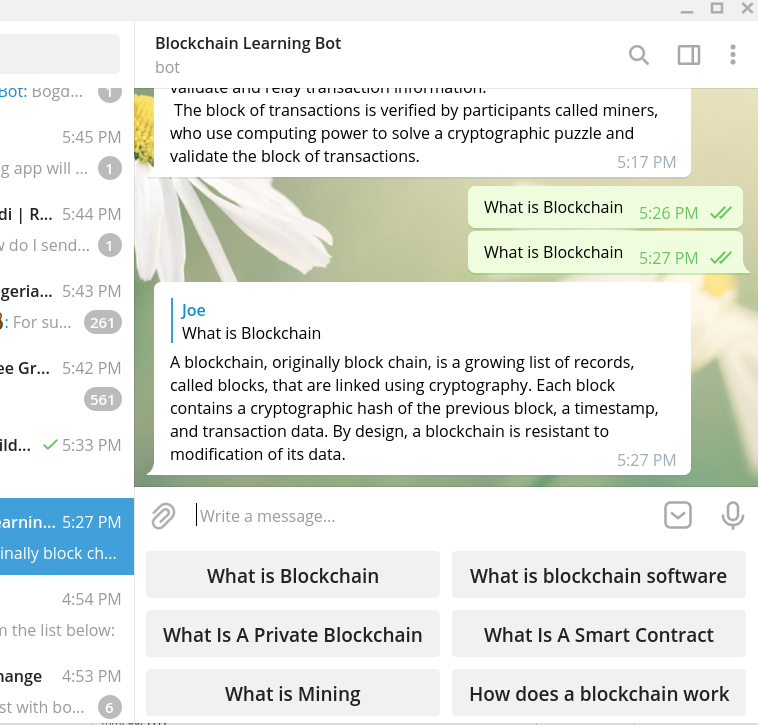 Blockchain Learning Bot
bot
Bot: Bogd... 1
5:45 PM
g app will ... 1
di | R... 5:44 PM
do I send... 1
geria... 5:43 PM
: For su... 261
ee Gr... 5:42 PM
561
ild... 5:33 PM
earnin... 5:27 PM
inally block ch...
4:54 PM
m the list below:
hange 4:53 PM
st with bo... 6
validate and relay transaction information.
The block of transactions is verified by participants called miners,
who use computing power to solve a cryptographic puzzle and
validate the block of transactions.
5:17 PM
What is Blockchain 5:26 PM
What is Blockchain 5:27 PM
Joe
What is Blockchain
A blockchain, originally block chain, is a growing list of records,
called blocks, that are linked using cryptography. Each block
contains a cryptographic hash of the previous block, a timestamp,
and transaction data. By design, a blockchain is resistant to
modification of its data.
5:27 PM
Write a message...
What is Blockchain
What is blockchain software
What Is A Private Blockchain
What Is A Smart Contract
What is Mining
How does a blockchain work